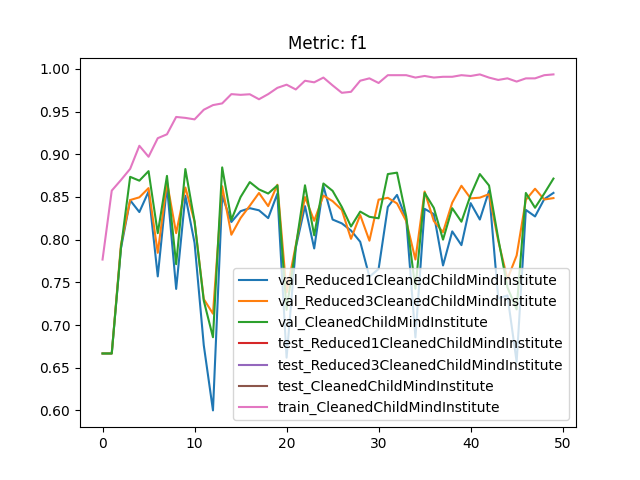 Metric: f1
1.00
0.95
0.90
0.85
0.80
0.75
0.70
0.65
0.60
val_Reduced1CleanedChildMindInstitute
val_Reduced3CleanedChildMindInstitute
val_CleanedChildMindInstitute
test_Reduced1CleanedChildMindInstitute
test_Reduced3CleanedChildMindInstitute
test_CleanedChildMindInstitute
train_CleanedChildMindInstitute
0 10 20 30 40 50